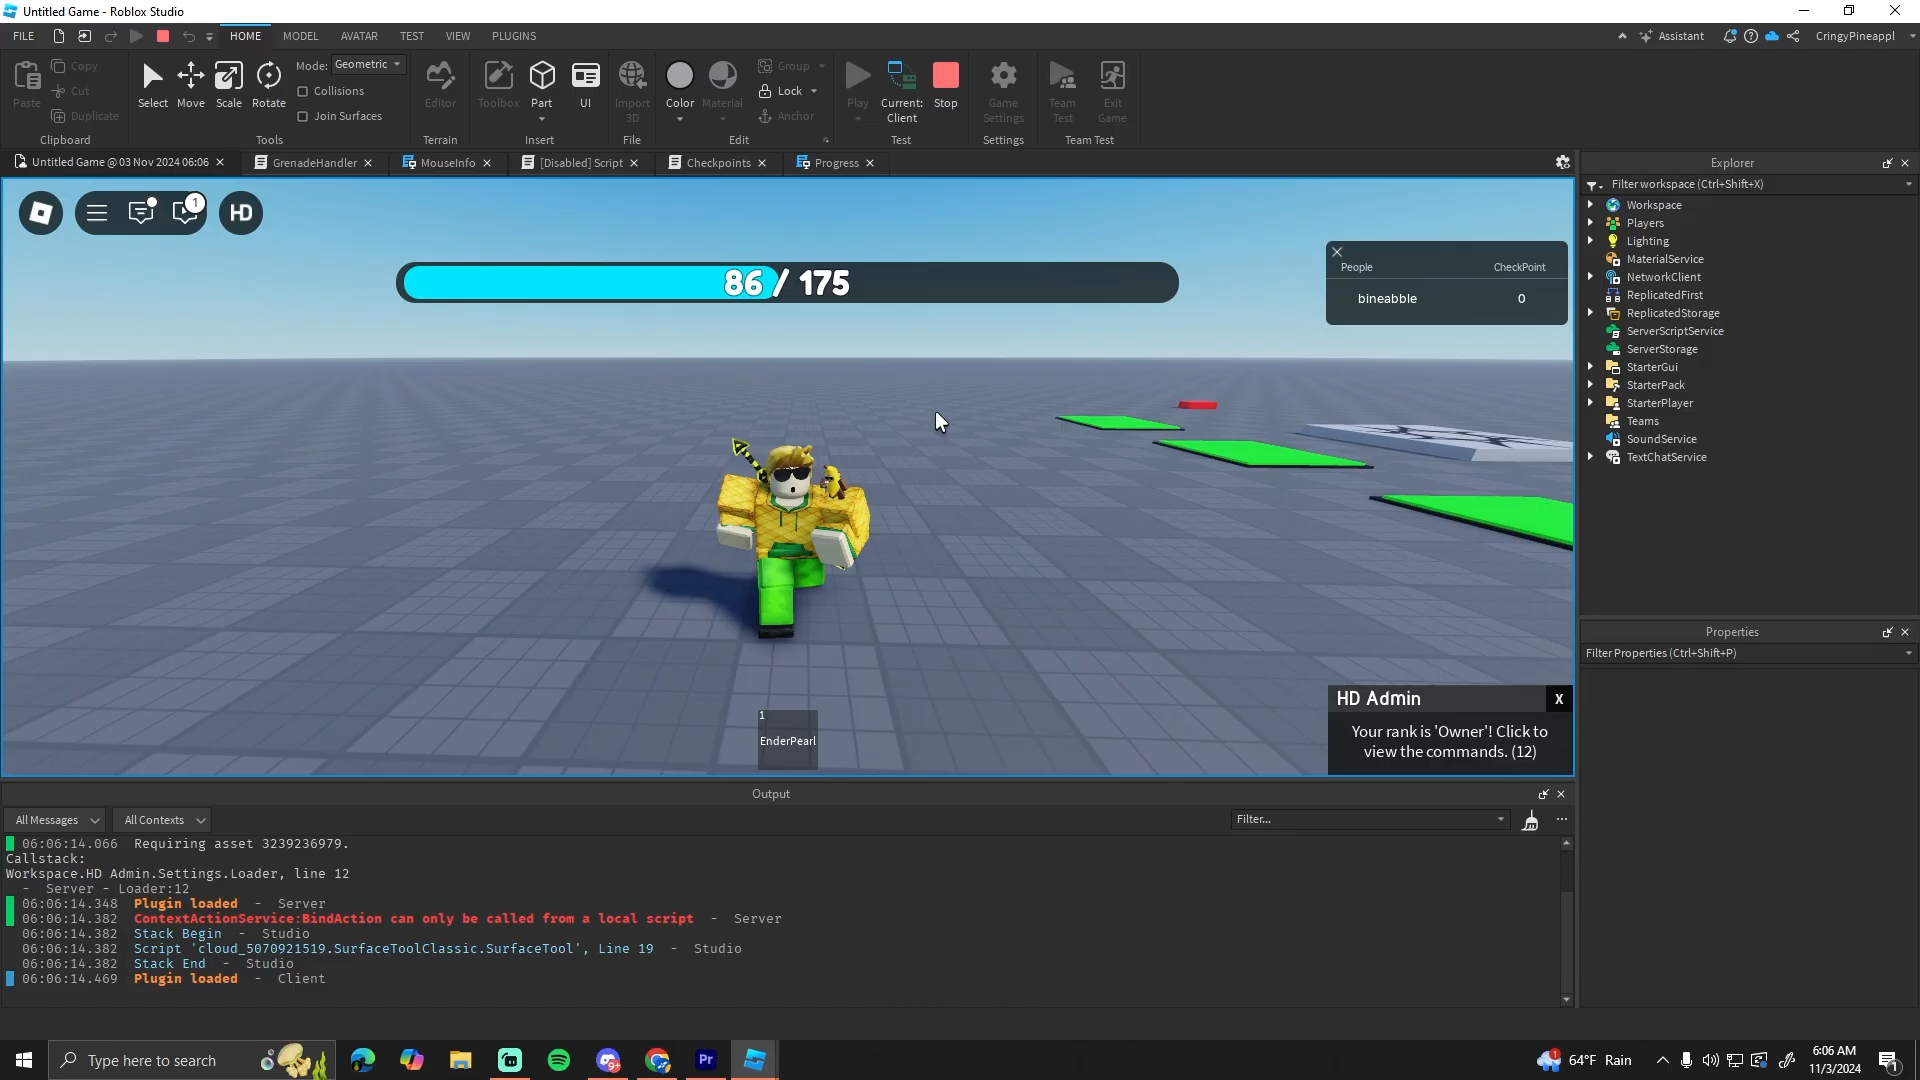 Untitled Game - Roblox Studio
FILE HOME MODEL AVATAR TEST VIEW PLUGINS Assistant CringyPineappl
Paste Copy Cut Duplicate
Select Move Scale Rotate
Mode: Geometric
Collisions
Join Surfaces
Editor Toolbox Part UI Import 3D Color Material
Group
Lock
Anchor
Play Current: Client Stop Game Settings Team Test Exit Game
Clipboard Tools Terrain Insert File Edit Test Settings Team Test
Untitled Game @ 03 Nov 2024 06:06 GrenadeHandler MouseInfo [Disabled] Script Checkpoints Progress
1
HD
86 / 175
People CheckPoint
bineabble 0
1
EnderPearl
HD Admin X
Your rank is 'Owner'! Click to
view the commands. (12)
Explorer
Filter workspace (Ctrl+Shift+X)
Workspace
Players
Lighting
MaterialService
NetworkClient
ReplicatedFirst
ReplicatedStorage
ServerScriptService
ServerStorage
StarterGui
StarterPack
StarterPlayer
Teams
SoundService
TextChatService
Properties
Filter Properties (Ctrl+Shift+P)
Output
All Messages All Contexts Filter...
06:06:14.066 Requiring asset 3239236979.
Callstack:
Workspace.HD Admin.Settings.Loader, line 12
- Server - Loader:12
06:06:14.348 Plugin loaded - Server
06:06:14.382 ContextActionService:BindAction can only be called from a local script - Server
06:06:14.382 Stack Begin - Studio
06:06:14.382 Script 'cloud_5070921519.SurfaceToolClassic.SurfaceTool', Line 19 - Studio
06:06:14.382 Stack End - Studio
06:06:14.469 Plugin loaded - Client
Type here to search
9+
Pr
1
64°F Rain
6:06 AM
11/3/2024
1